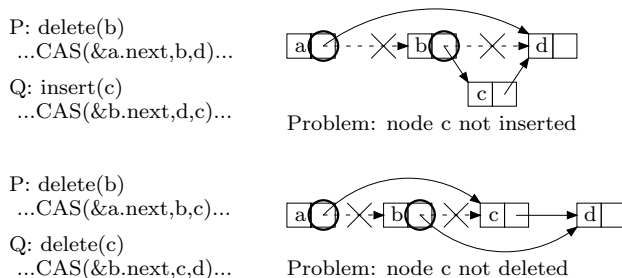 P: delete(b)
...CAS(&a.next,b,d)...
Q: insert(c)
...CAS(&b.next,d,c)...
a b d
c
Problem: node c not inserted
P: delete(b)
...CAS(&a.next,b,c)...
Q: delete(c)
...CAS(&b.next,c,d)...
a b c d
Problem: node c not deleted